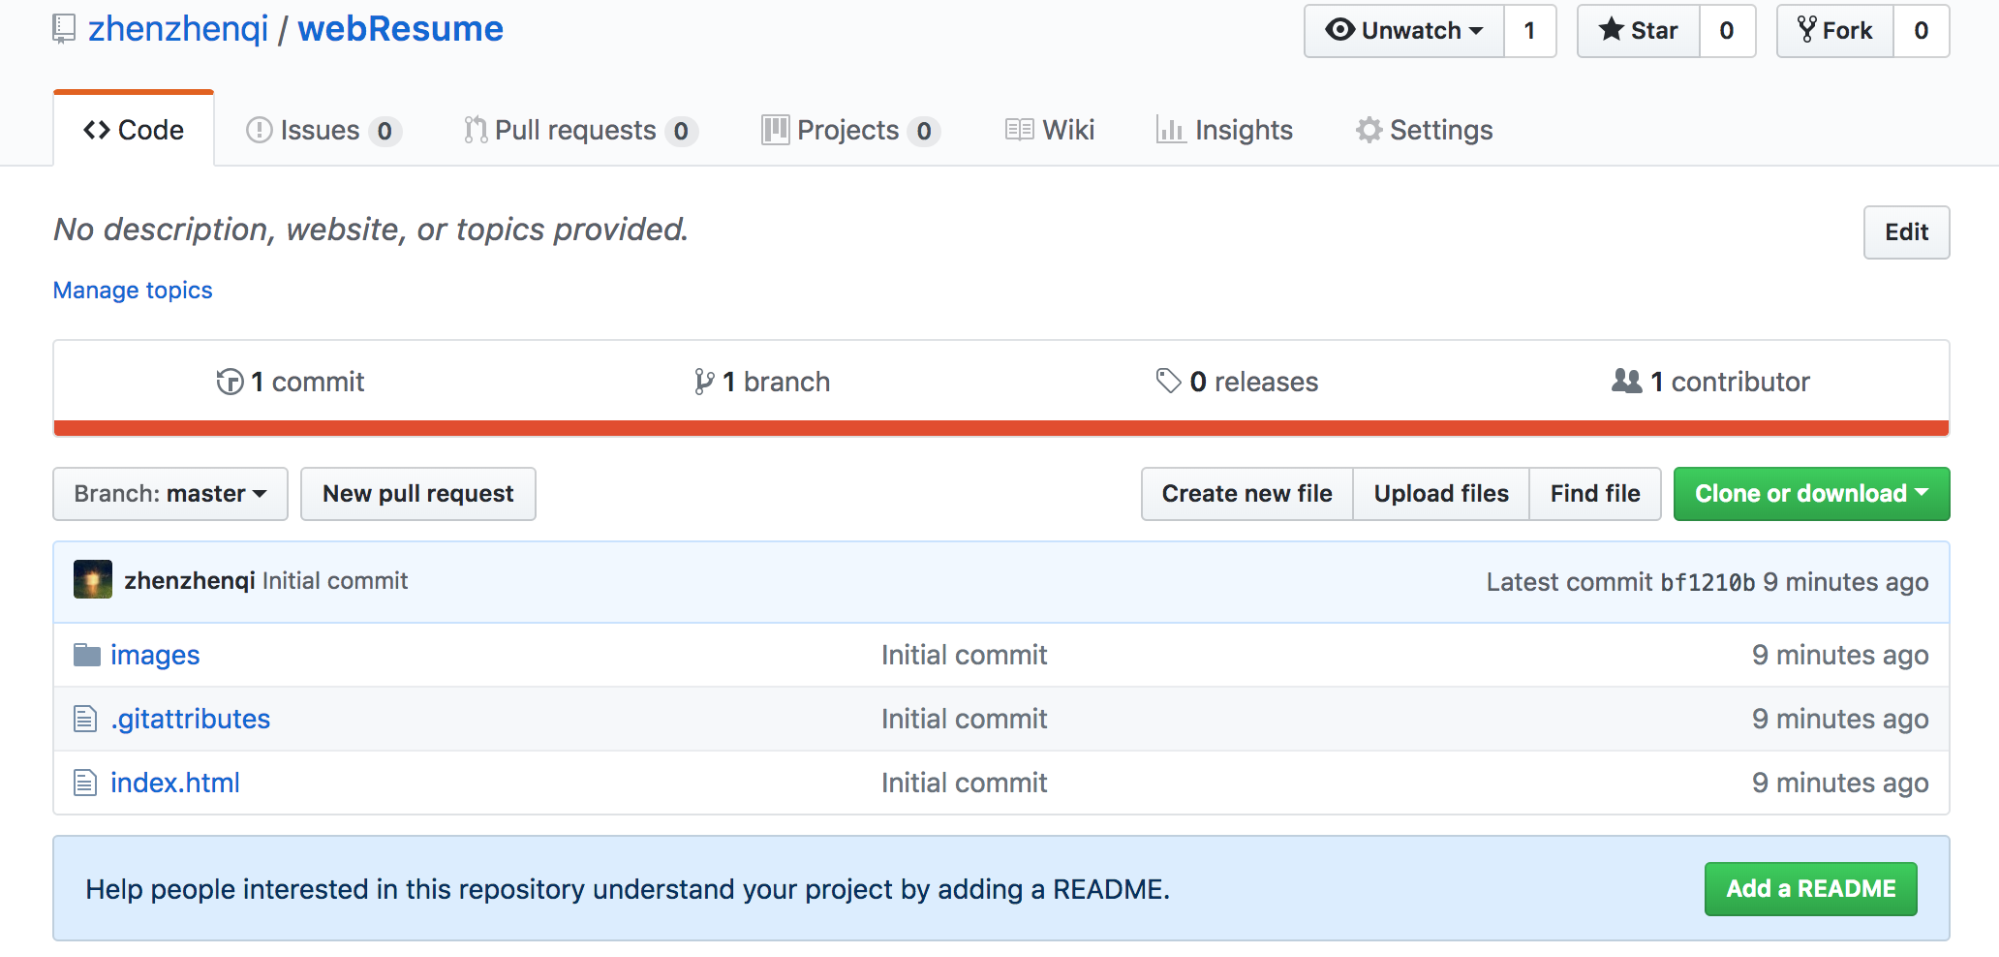 zhenzhenqi / webResume Unwatch 1 Star 0 Fork 0
Code Issues 0 Pull requests 0 Projects 0 Wiki Insights Settings
No description, website, or topics provided. Edit
Manage topics
1 commit 1 branch 0 releases 1 contributor
Branch: master New pull request Create new file Upload files Find file Clone or download
zhenzhenqi Initial commit Latest commit bf1210b 9 minutes ago
images Initial commit 9 minutes ago
.gitattributes Initial commit 9 minutes ago
index.html Initial commit 9 minutes ago
Help people interested in this repository understand your project by adding a README. Add a README